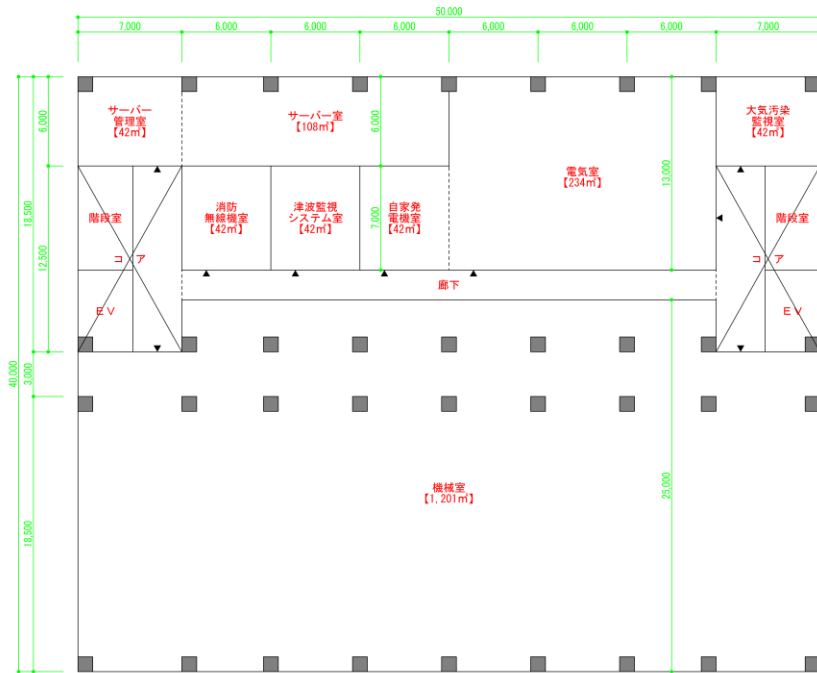 50,000
7,000 6,000 6,000 6,000 6,000 6,000 6,000 7,000
サーバー
管理室
【42㎡】
サーバー室
【108㎡】
大気汚染
監視室
【42㎡】
6,000
6,000
電気室
【234㎡】
13,000
消防
無線機室
【42㎡】
津波監視
システム室
【42㎡】
自家発
電機室
【42㎡】
階段室
階段室
18,500
7,000
12,500
コア
コア
廊下
EV
EV
40,000
3,000
機械室
【1,201㎡】
25,000
18,500